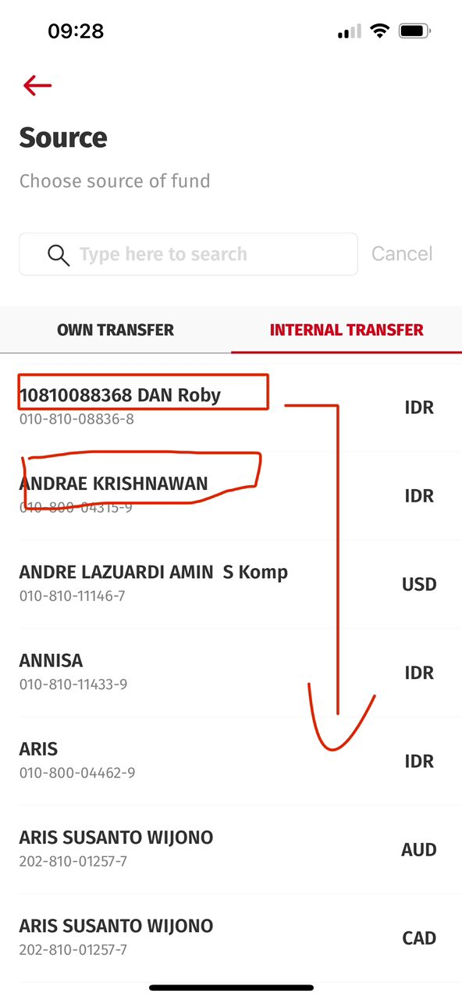 09:28
Source
Choose source of fund
Type here to search
Cancel
OWN TRANSFER
INTERNAL TRANSFER
10810088368 DAN Roby
IDR
010-810-08836-8
ANDRAE KRISHNAWAN
IDR
010-800-04315-9
ANDRE LAZUARDI AMIN  S Komp
USD
010-810-11146-7
ANNISA
IDR
010-810-11433-9
ARIS
IDR
010-800-04462-9
ARIS SUSANTO WIJONO
AUD
202-810-01257-7
ARIS SUSANTO WIJONO
CAD
202-810-01257-7